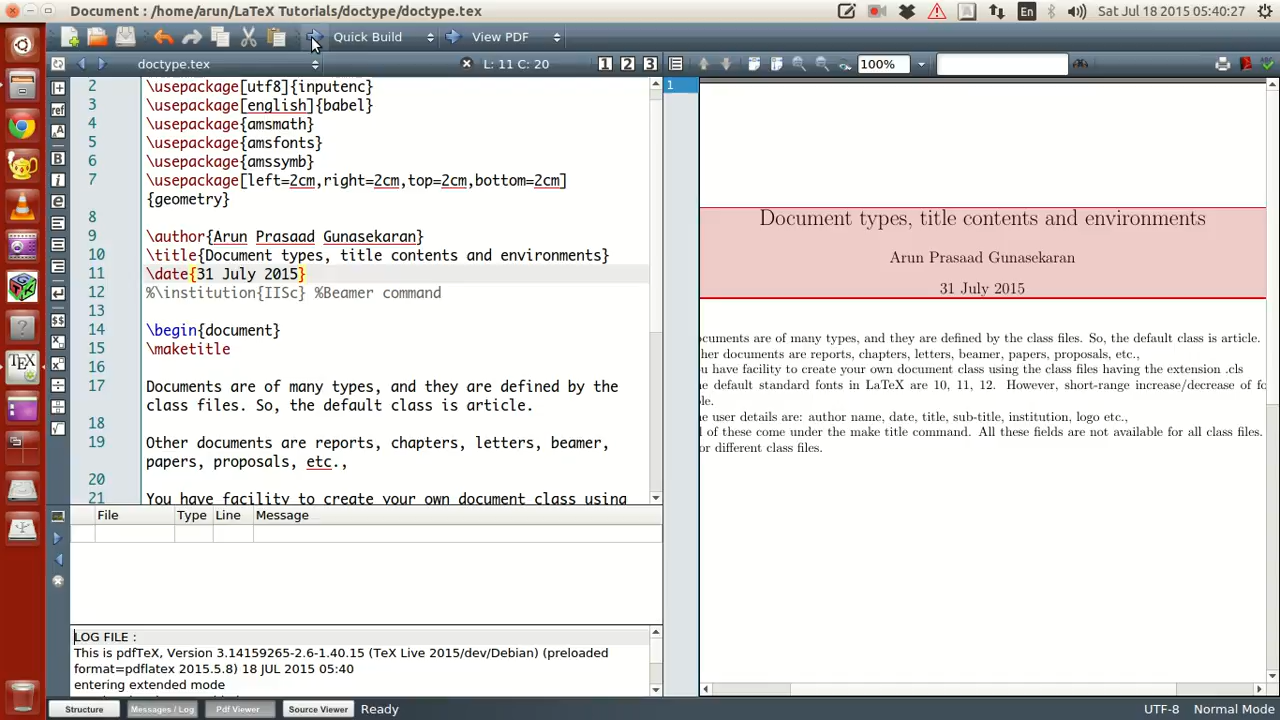 Document : /home/arun/LaTeX Tutorials/doctype/doctype.tex
En
Sat Jul 18 2015 05:40:27
Quick Build
View PDF
doctype.tex
L: 11 C: 20
1
2
3
100%
2 \usepackage[utf8]{inputenc}
3 \usepackage[english]{babel}
4 \usepackage{amsmath}
5 \usepackage{amsfonts}
6 \usepackage{amssymb}
7 \usepackage[left=2cm,right=2cm,top=2cm,bottom=2cm]
{geometry}
8
9 \author{Arun Prasaad Gunasekaran}
10 \title{Document types, title contents and environments}
11 \date{31 July 2015}
12 %\institution{IISc} %Beamer command
13
14 \begin{document}
15 \maketitle
16
17 Documents are of many types, and they are defined by the
class files. So, the default class is article.
18
19 Other documents are reports, chapters, letters, beamer,
papers, proposals, etc.,
20
21 You have facility to create your own document class using
ref
File Type Line Message
LOG FILE :
This is pdfTeX, Version 3.14159265-2.6-1.40.15 (TeX Live 2015/dev/Debian) (preloaded
format=pdflatex 2015.5.8) 18 JUL 2015 05:40
entering extended mode
1
Document types, title contents and environments
Arun Prasaad Gunasekaran
31 July 2015
cuments are of many types, and they are defined by the class files. So, the default class is article.
her documents are reports, chapters, letters, beamer, papers, proposals, etc.,
u have facility to create your own document class using the class files having the extension .cls
e default standard fonts in LaTeX are 10, 11, 12. However, short-range increase/decrease of fo
ple.
e user details are: author name, date, title, sub-title, institution, logo etc.,
l of these come under the make title command. All these fields are not available for all class files.
or different class files.
Structure
Messages / Log
Pdf Viewer
Source Viewer
Ready
UTF-8
Normal Mode